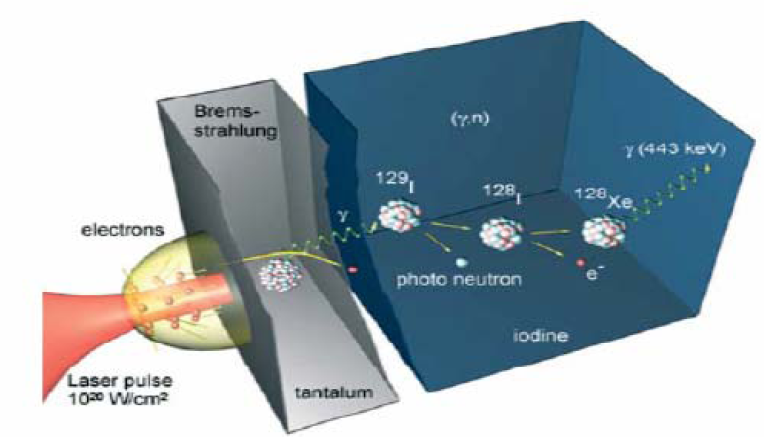 Brems-
strahlung
(γ,n)
γ (443 keV)
129I
128I
128Xe
γ
electrons
photo neutron
e-
iodine
Laser pulse
10²⁰ W/cm²
tantalum